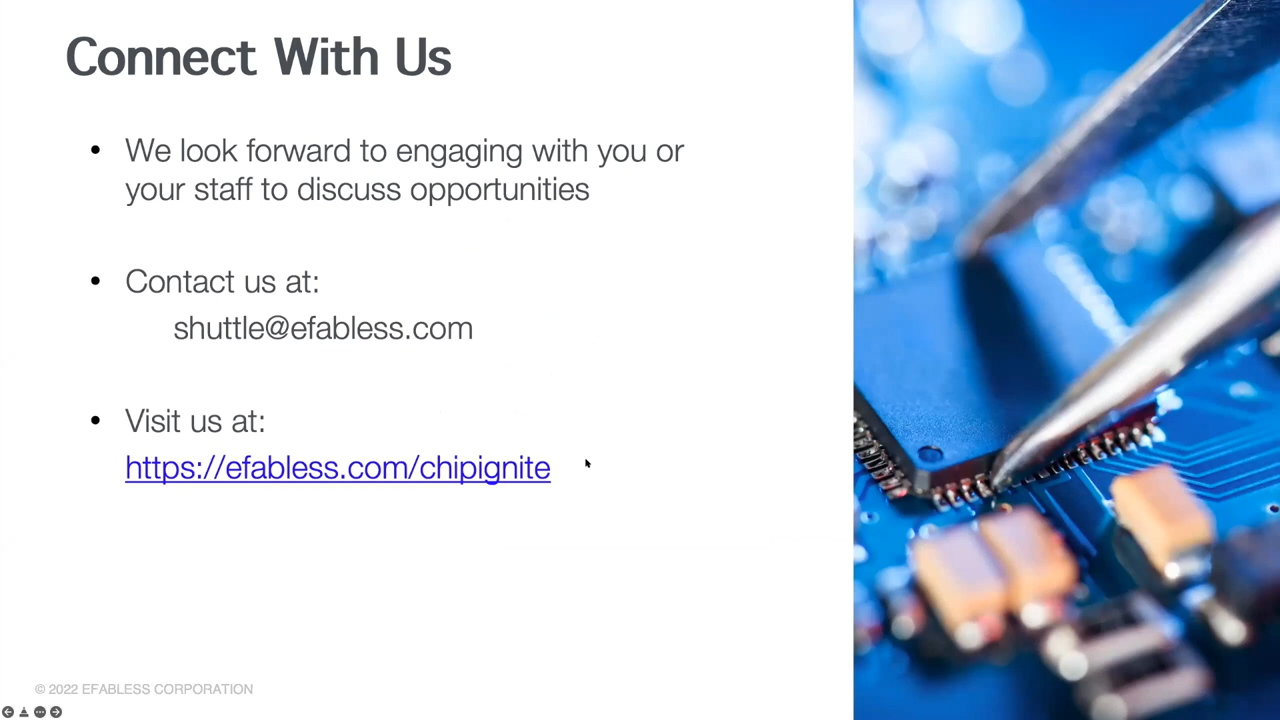 Connect With Us
• We look forward to engaging with you or
your staff to discuss opportunities
• Contact us at:
shuttle@efabless.com
• Visit us at:
https://efabless.com/chipignite
© 2022 EFABLESS CORPORATION